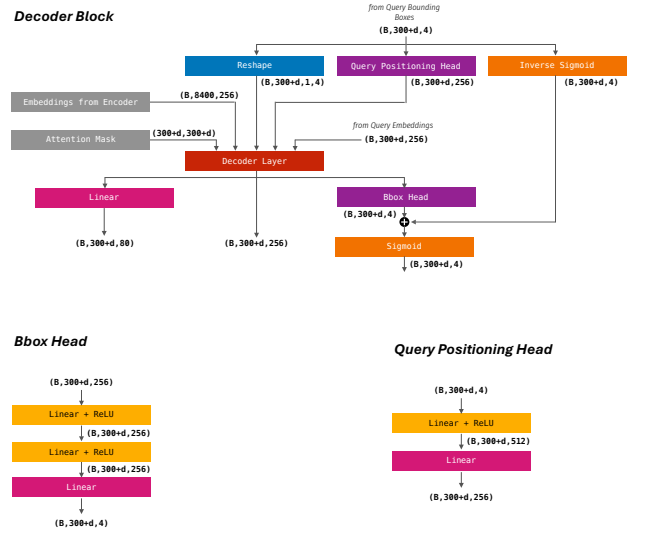 Decoder Block
from Query Bounding
Boxes
(B,300+d,4)
Reshape
Query Positioning Head
Inverse Sigmoid
(B,300+d,1,4)
(B,300+d,256)
(B,300+d,4)
Embeddings from Encoder
(B,8400,256)
Attention Mask
(300+d,300+d)
from Query Embeddings
(B,300+d,256)
Decoder Layer
Linear
Bbox Head
(B,300+d,4)
(B,300+d,80)
(B,300+d,256)
Sigmoid
(B,300+d,4)
Bbox Head
(B,300+d,256)
Linear + ReLU
(B,300+d,256)
Linear + ReLU
(B,300+d,256)
Linear
(B,300+d,4)
Query Positioning Head
(B,300+d,4)
Linear + ReLU
(B,300+d,512)
Linear
(B,300+d,256)